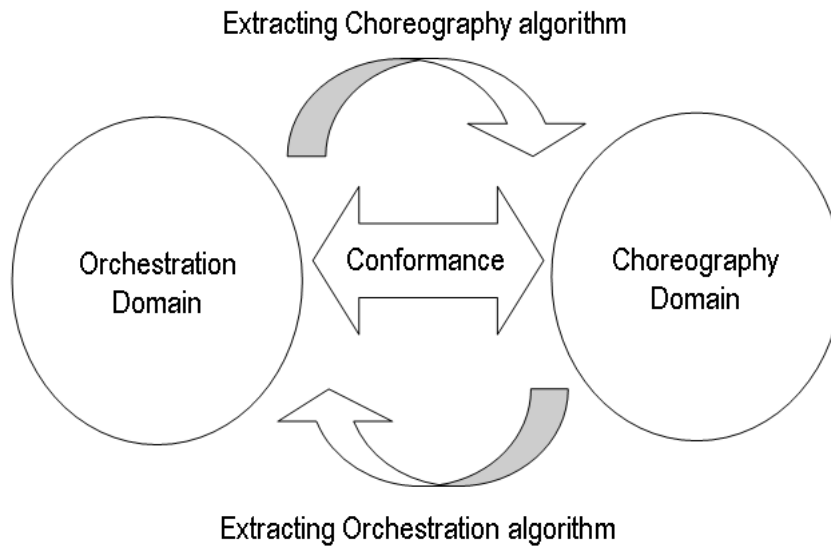 Extracting Choreography algorithm
Orchestration
Domain
Conformance
Choreography
Domain
Extracting Orchestration algorithm